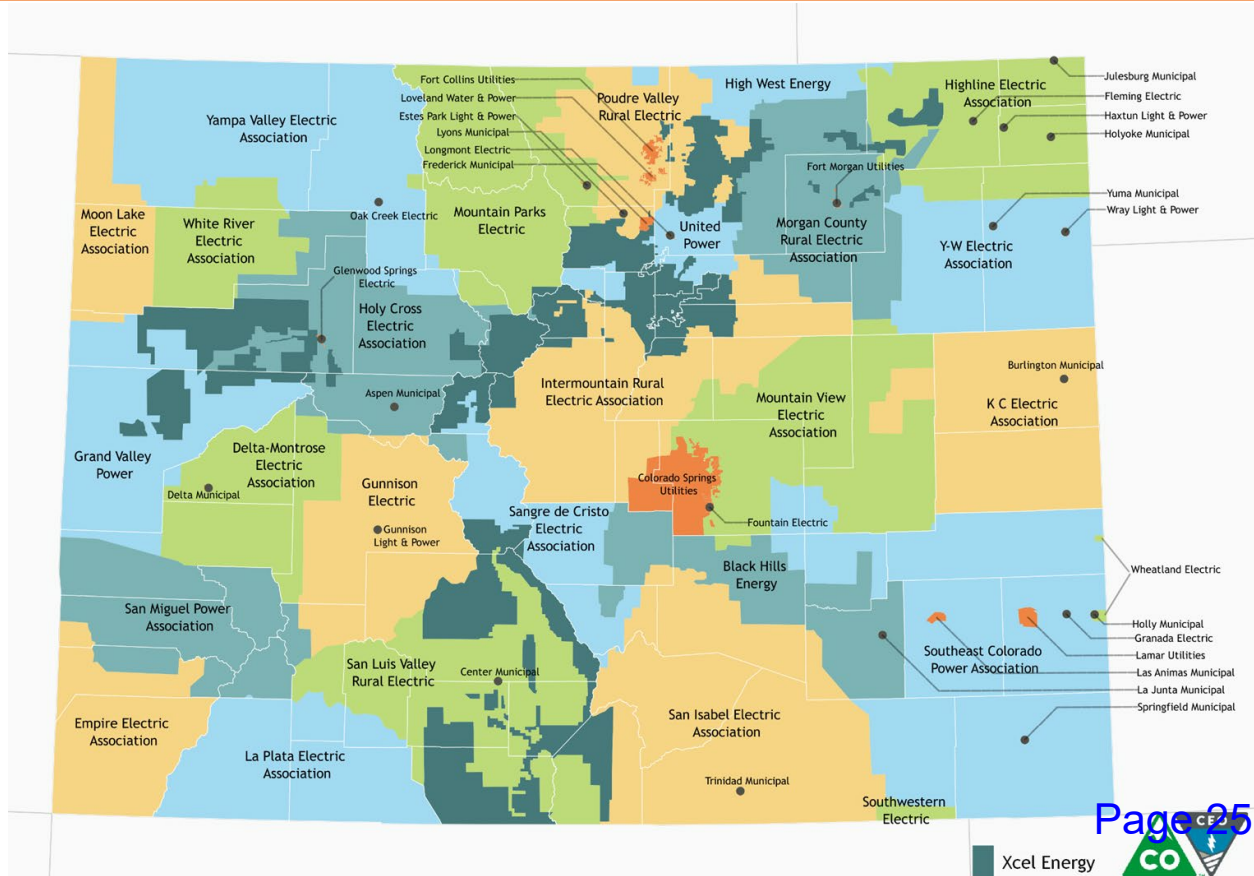 Fort Collins Utilities
Loveland Water & Power
Estes Park Light & Power
Lyons Municipal
Longmont Electric
Frederick Municipal
Poudre Valley
Rural Electric
High West Energy
Highline Electric
Association
Julesburg Municipal
Fleming Electric
Haxtun Light & Power
Holyoke Municipal
Yampa Valley Electric
Association
Oak Creek Electric
Mountain Parks
Electric
Fort Morgan Utilities
Yuma Municipal
Wray Light & Power
Moon Lake
Electric
Association
White River
Electric
Association
United
Power
Morgan County
Rural Electric
Association
Y-W Electric
Association
Glenwood Springs
Electric
Holy Cross
Electric
Association
Aspen Municipal
Intermountain Rural
Electric Association
Mountain View
Electric
Association
Burlington Municipal
K C Electric
Association
Grand Valley
Power
Delta-Montrose
Electric
Association
Delta Municipal
Gunnison
Electric
Gunnison
Light & Power
Colorado Springs
Utilities
Fountain Electric
Sangre de Cristo
Electric
Association
Black Hills
Energy
Wheatland Electric
San Miguel Power
Association
Holly Municipal
Granada Electric
Lamar Utilities
Las Animas Municipal
La Junta Municipal
Springfield Municipal
Southeast Colorado
Power Association
San Luis Valley
Rural Electric
Center Municipal
Empire Electric
Association
La Plata Electric
Association
San Isabel Electric
Association
Trinidad Municipal
Southwestern
Electric
Page 25
Xcel Energy
CO
CEO